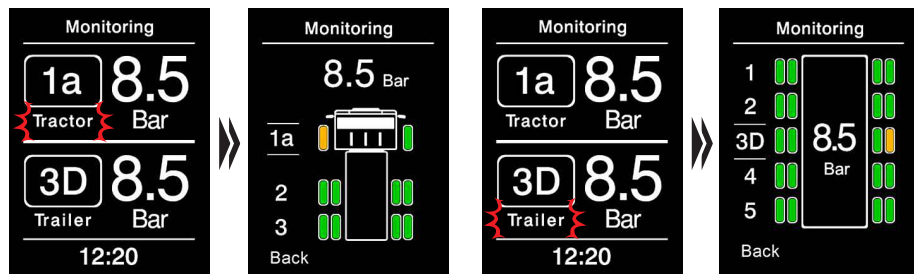 Monitoring
1a 8.5
Tractor Bar
3D 8.5
Trailer Bar
12:20
Monitoring
8.5 Bar
1a
2
3
Back
Monitoring
1a 8.5
Tractor Bar
3D 8.5
Trailer Bar
12:20
Monitoring
1
2
3D 8.5
Bar
4
5
Back